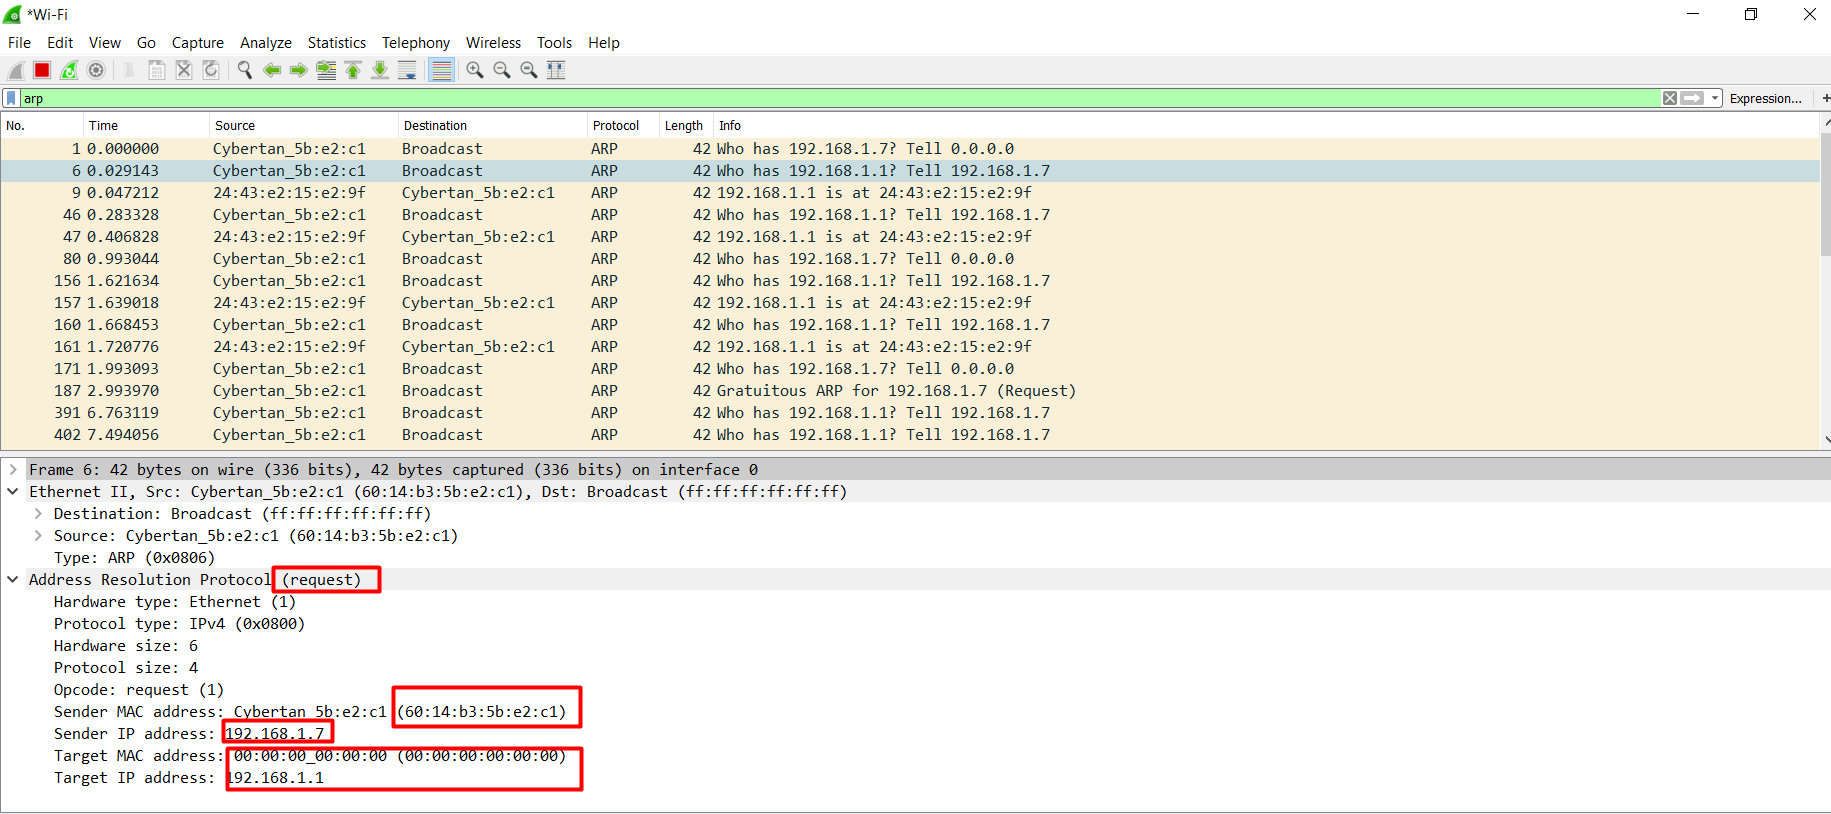 *Wi-Fi
File Edit View Go Capture Analyze Statistics Telephony Wireless Tools Help
arp Expression... +
No. Time Source Destination Protocol Length Info
1 0.000000 Cybertan_5b:e2:c1 Broadcast ARP 42 Who has 192.168.1.7? Tell 0.0.0.0
6 0.029143 Cybertan_5b:e2:c1 Broadcast ARP 42 Who has 192.168.1.1? Tell 192.168.1.7
9 0.047212 24:43:e2:15:e2:9f Cybertan_5b:e2:c1 ARP 42 192.168.1.1 is at 24:43:e2:15:e2:9f
46 0.283328 Cybertan_5b:e2:c1 Broadcast ARP 42 Who has 192.168.1.1? Tell 192.168.1.7
47 0.406828 24:43:e2:15:e2:9f Cybertan_5b:e2:c1 ARP 42 192.168.1.1 is at 24:43:e2:15:e2:9f
80 0.993044 Cybertan_5b:e2:c1 Broadcast ARP 42 Who has 192.168.1.7? Tell 0.0.0.0
156 1.621634 Cybertan_5b:e2:c1 Broadcast ARP 42 Who has 192.168.1.1? Tell 192.168.1.7
157 1.639018 24:43:e2:15:e2:9f Cybertan_5b:e2:c1 ARP 42 192.168.1.1 is at 24:43:e2:15:e2:9f
160 1.668453 Cybertan_5b:e2:c1 Broadcast ARP 42 Who has 192.168.1.1? Tell 192.168.1.7
161 1.720776 24:43:e2:15:e2:9f Cybertan_5b:e2:c1 ARP 42 192.168.1.1 is at 24:43:e2:15:e2:9f
171 1.993093 Cybertan_5b:e2:c1 Broadcast ARP 42 Who has 192.168.1.7? Tell 0.0.0.0
187 2.993970 Cybertan_5b:e2:c1 Broadcast ARP 42 Gratuitous ARP for 192.168.1.7 (Request)
391 6.763119 Cybertan_5b:e2:c1 Broadcast ARP 42 Who has 192.168.1.1? Tell 192.168.1.7
402 7.494056 Cybertan_5b:e2:c1 Broadcast ARP 42 Who has 192.168.1.1? Tell 192.168.1.7
Frame 6: 42 bytes on wire (336 bits), 42 bytes captured (336 bits) on interface 0
Ethernet II, Src: Cybertan_5b:e2:c1 (60:14:b3:5b:e2:c1), Dst: Broadcast (ff:ff:ff:ff:ff:ff)
Destination: Broadcast (ff:ff:ff:ff:ff:ff)
Source: Cybertan_5b:e2:c1 (60:14:b3:5b:e2:c1)
Type: ARP (0x0806)
Address Resolution Protocol (request)
Hardware type: Ethernet (1)
Protocol type: IPv4 (0x0800)
Hardware size: 6
Protocol size: 4
Opcode: request (1)
Sender MAC address: Cybertan_5b:e2:c1 (60:14:b3:5b:e2:c1)
Sender IP address: 192.168.1.7
Target MAC address: 00:00:00_00:00:00 (00:00:00:00:00:00)
Target IP address: 192.168.1.1